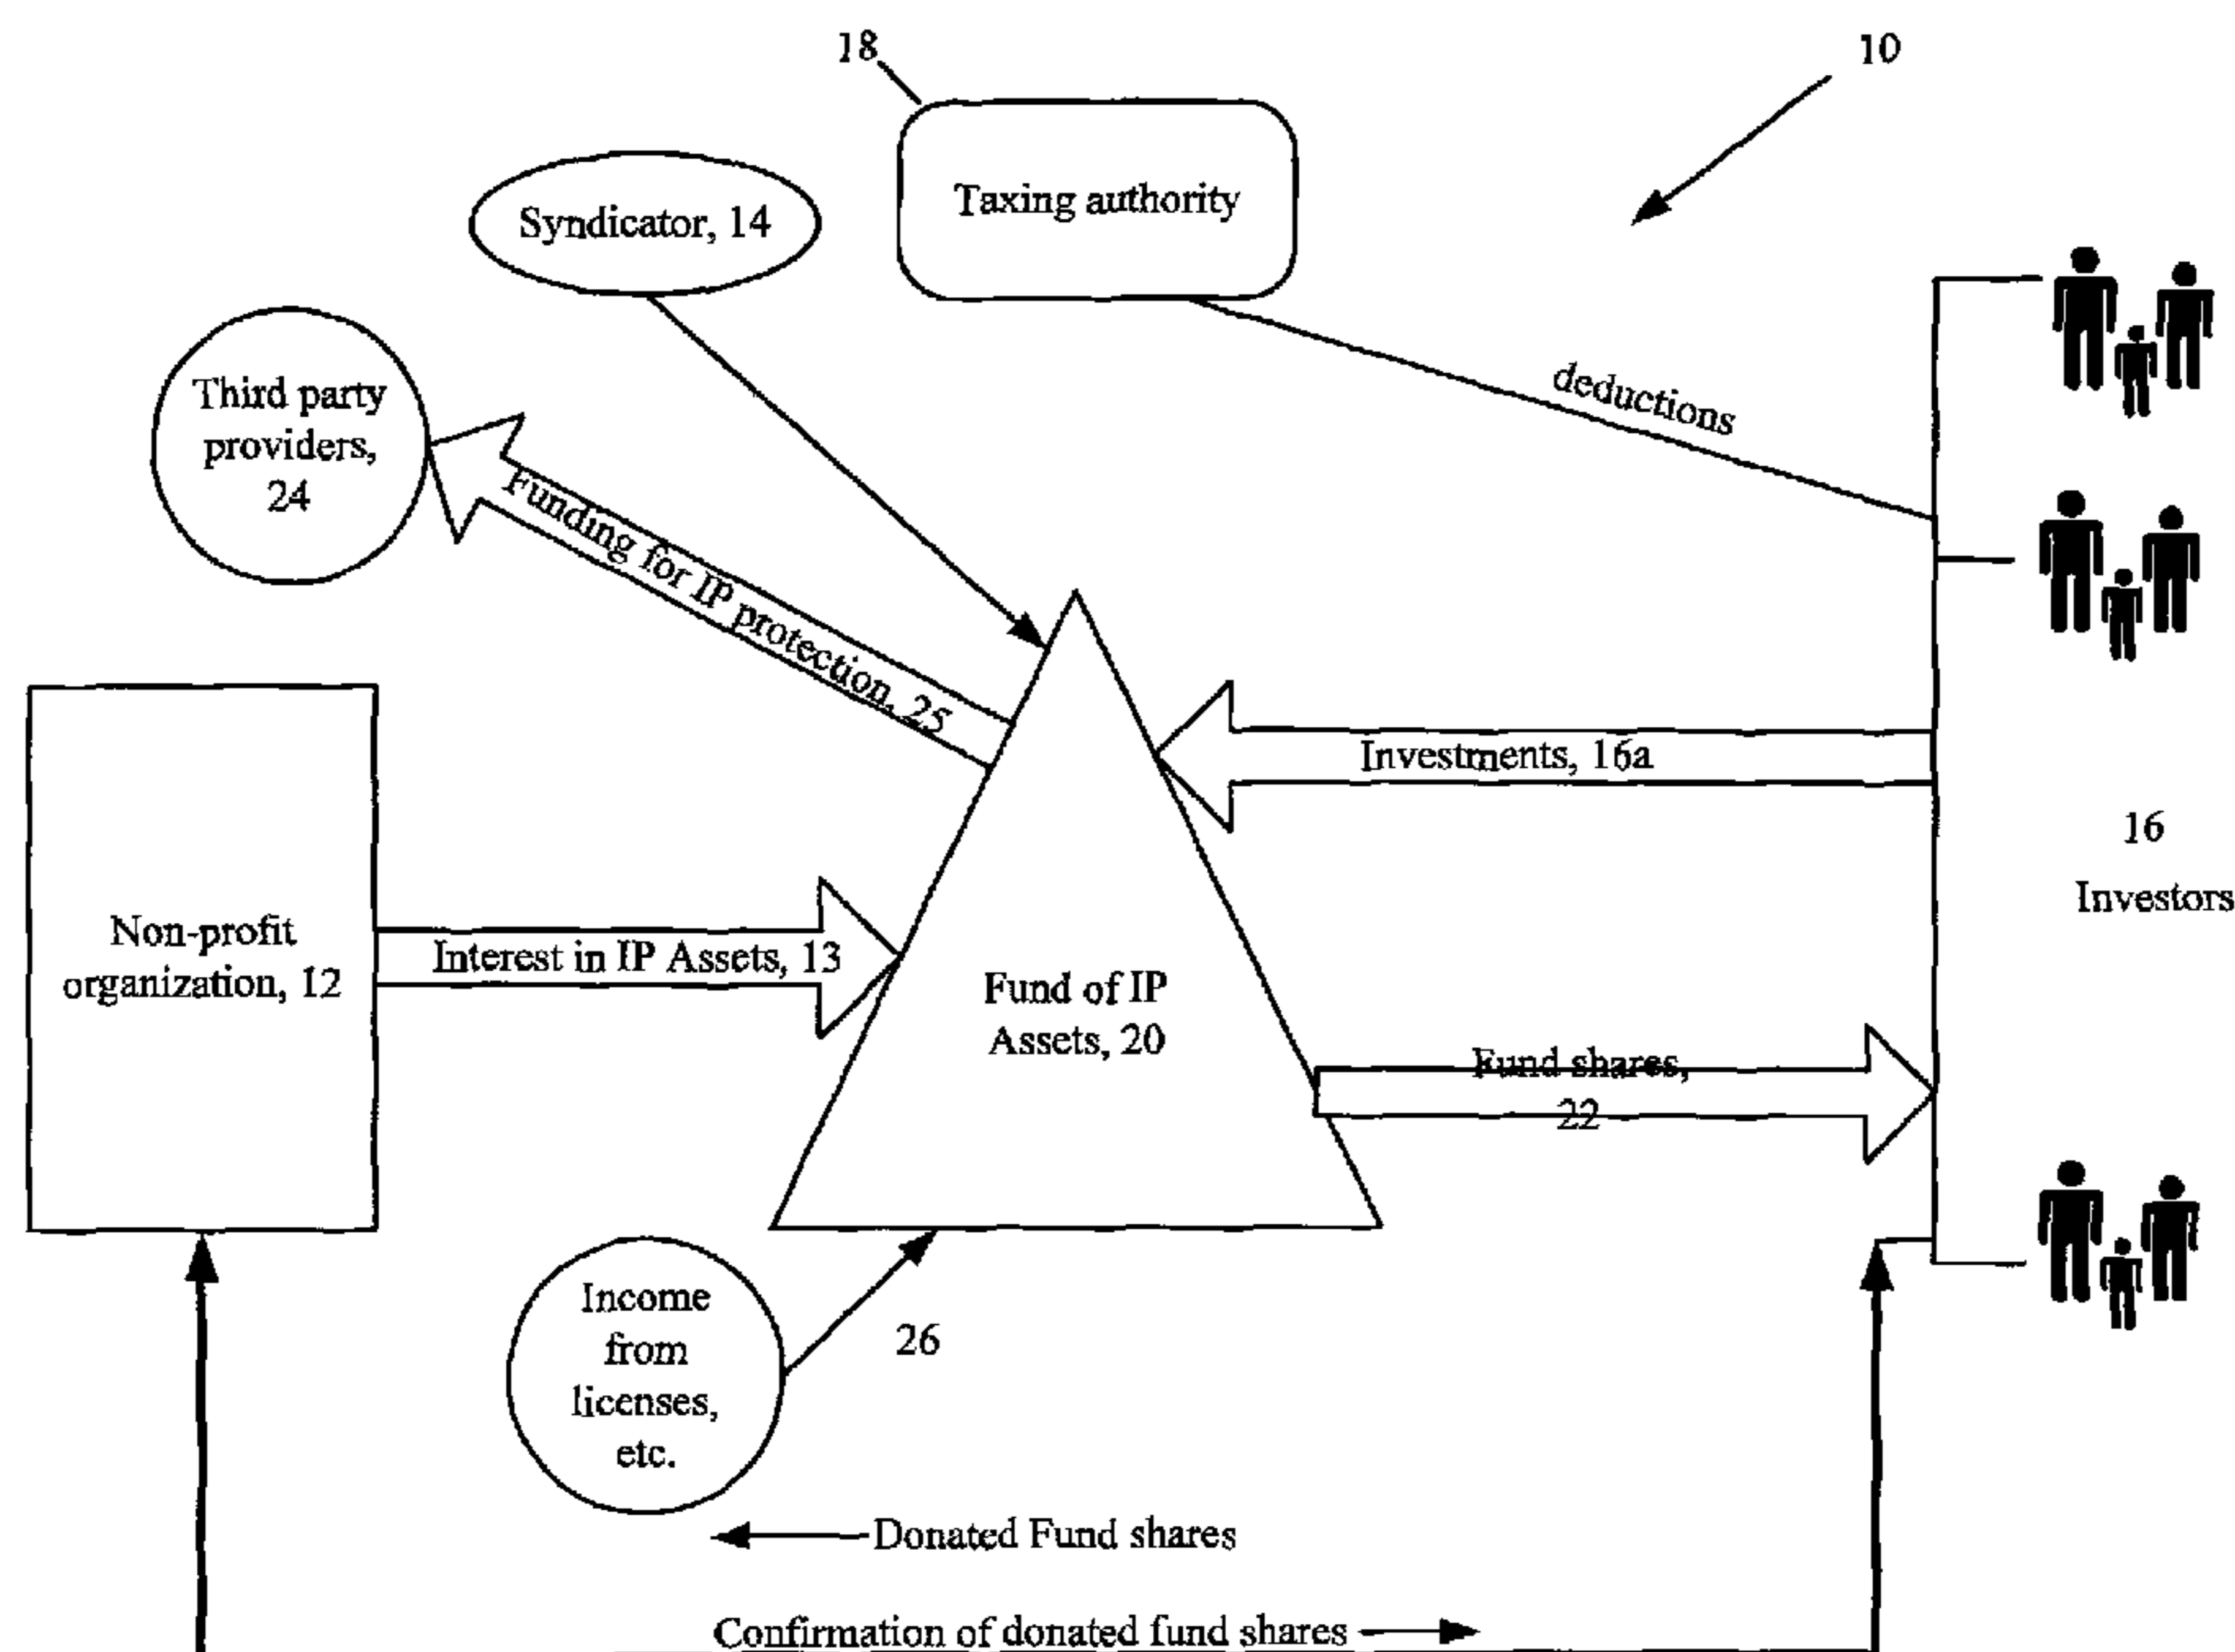 18
10
Taxing authority
Syndicator, 14
deductions
Third party
providers,
24
Funding for IP protection, 25
Investments, 16a
16
Investors
Non-profit
organization, 12
Interest in IP Assets, 13
Fund of IP
Assets, 20
Fund shares,
22
Income
from
licenses,
etc.
26
Donated Fund shares
Confirmation of donated fund shares